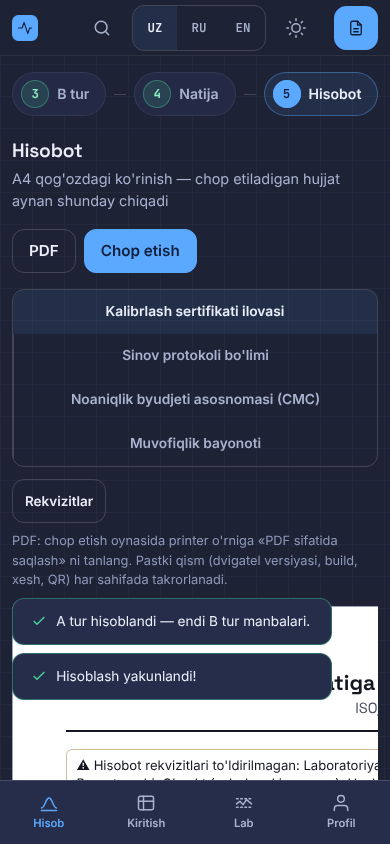 UZ RU EN
3 B tur 4 Natija 5 Hisobot
Hisobot
A4 qog'ozdagi ko'rinish — chop etiladigan hujjat
aynan shunday chiqadi
PDF Chop etish
Kalibrlash sertifikati ilovasi
Sinov protokoli bo'limi
Noaniqlik byudjeti asosnomasi (CMC)
Muvofiqlik bayonoti
Rekvizitlar
PDF: chop etish oynasida printer o'rniga «PDF sifatida
saqlash» ni tanlang. Pastki qism (dvigatel versiyasi, build,
xesh, QR) har sahifada takrorlanadi.
A tur hisoblandi — endi B tur manbalari.
Hisoblash yakunlandi!
ISO
⚠ Hisobot rekvizitlari to'ldirilmagan: Laboratoriya
Hisob Kiritish Lab Profil